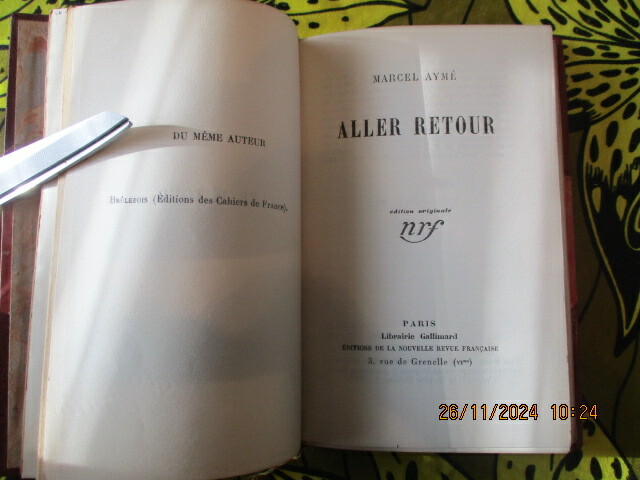 DU MÊME AUTEUR
BRÛLEBOIS (Éditions des Cahiers de France).
MARCEL AYMÉ
ALLER RETOUR
édition originale
nrf
PARIS
Librairie Gallimard
ÉDITIONS DE LA NOUVELLE REVUE FRANÇAISE
3, rue de Grenelle (VIme)
26/11/2024 10:24